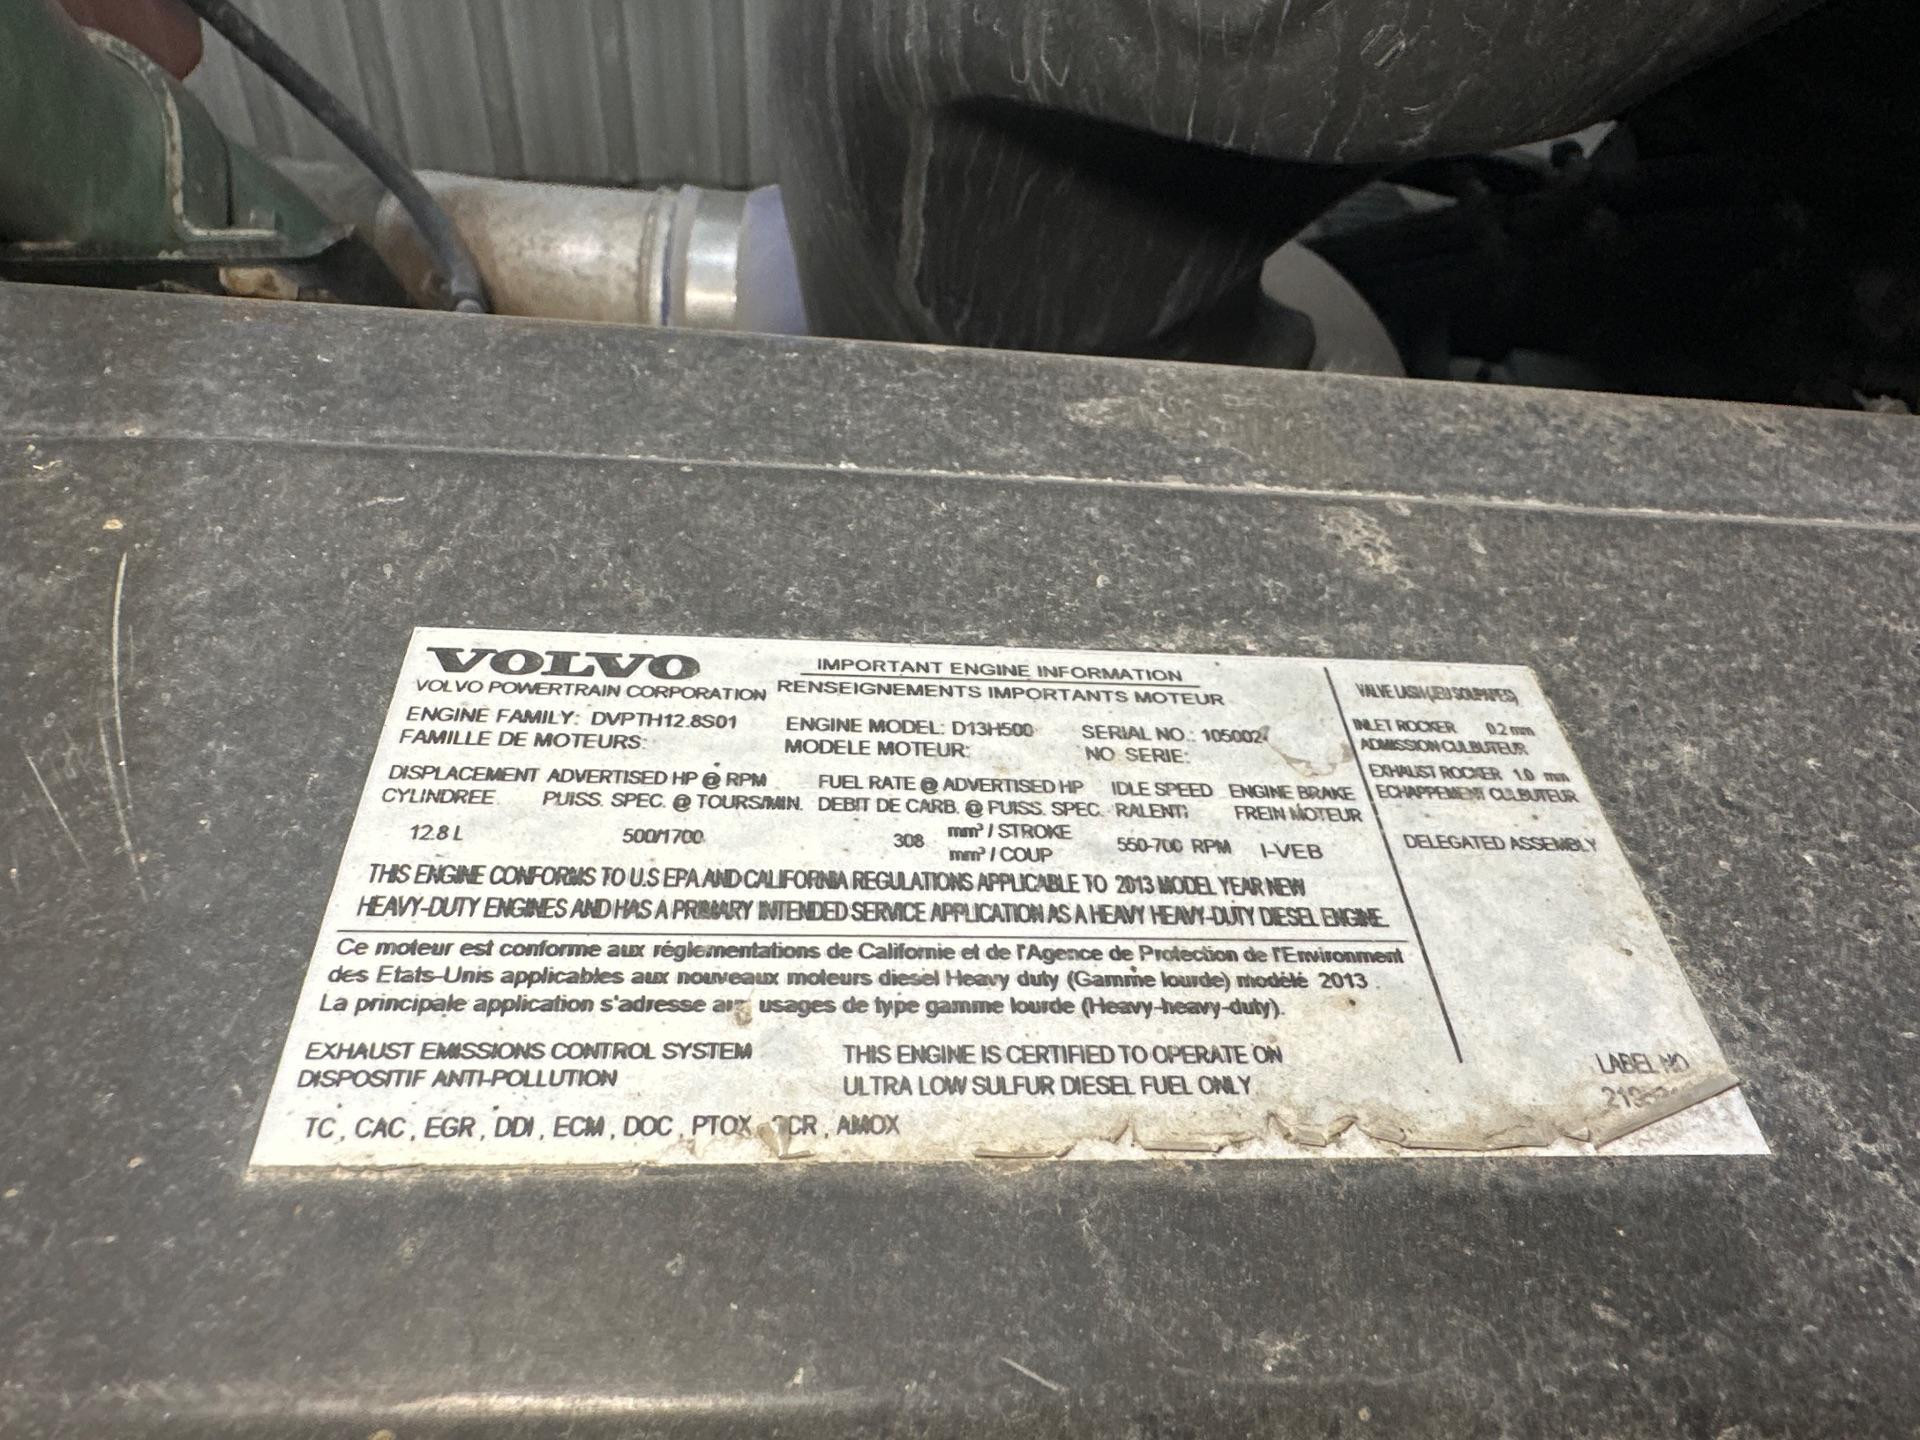 VOLVO
VOLVO POWERTRAIN CORPORATION
IMPORTANT ENGINE INFORMATION
RENSEIGNEMENTS IMPORTANTS MOTEUR
ENGINE FAMILY: DVPTH12.8S01
FAMILLE DE MOTEURS:
ENGINE MODEL: D13H500
MODELE MOTEUR:
SERIAL NO.:
NO SERIE:
DISPLACEMENT
CYLINDREE
12.8 L
ADVERTISED HP @ RPM
PUISS. SPEC. @ TOURS/MIN.
500/1700
FUEL RATE @ ADVERTISED HP
DEBIT DE CARB. @ PUISS. SPEC.
308 mm³ / STROKE
mm³ / COUP
IDLE SPEED
RALENTI
550-700 RPM
ENGINE BRAKE
FREIN MOTEUR
I-VEB
THIS ENGINE CONFORMS TO U.S EPA AND CALIFORNIA REGULATIONS APPLICABLE TO 2013 MODEL YEAR NEW
HEAVY-DUTY ENGINES AND HAS A PRIMARY INTENDED SERVICE APPLICATION AS A HEAVY HEAVY-DUTY DIESEL ENGINE.
Ce moteur est conforme aux réglementations de Californie et de l'Agence de Protection de l'Environment
des Etats-Unis applicables aux nouveaux moteurs diesel Heavy duty (Gamme lourde) modélé 2013.
La principale application s'adresse usages de type gamme lourde (Heavy-heavy-duty).
EXHAUST EMISSIONS CONTROL SYSTEM
DISPOSITIF ANTI-POLLUTION
TC, CAC, EGR, DDI, ECM, DOC, PTOX, AMOX
THIS ENGINE IS CERTIFIED TO OPERATE ON
ULTRA LOW SULFUR DIESEL FUEL ONLY
VALVE LASH (JEU SOUPAPES)
INLET ROCKER 0.2 mm
ADMISSION CULBUTEUR
EXHAUST ROCKER 1.0 mm
ECHAPPEMENT CULBUTEUR
DELEGATED ASSEMBLY
LABEL NO